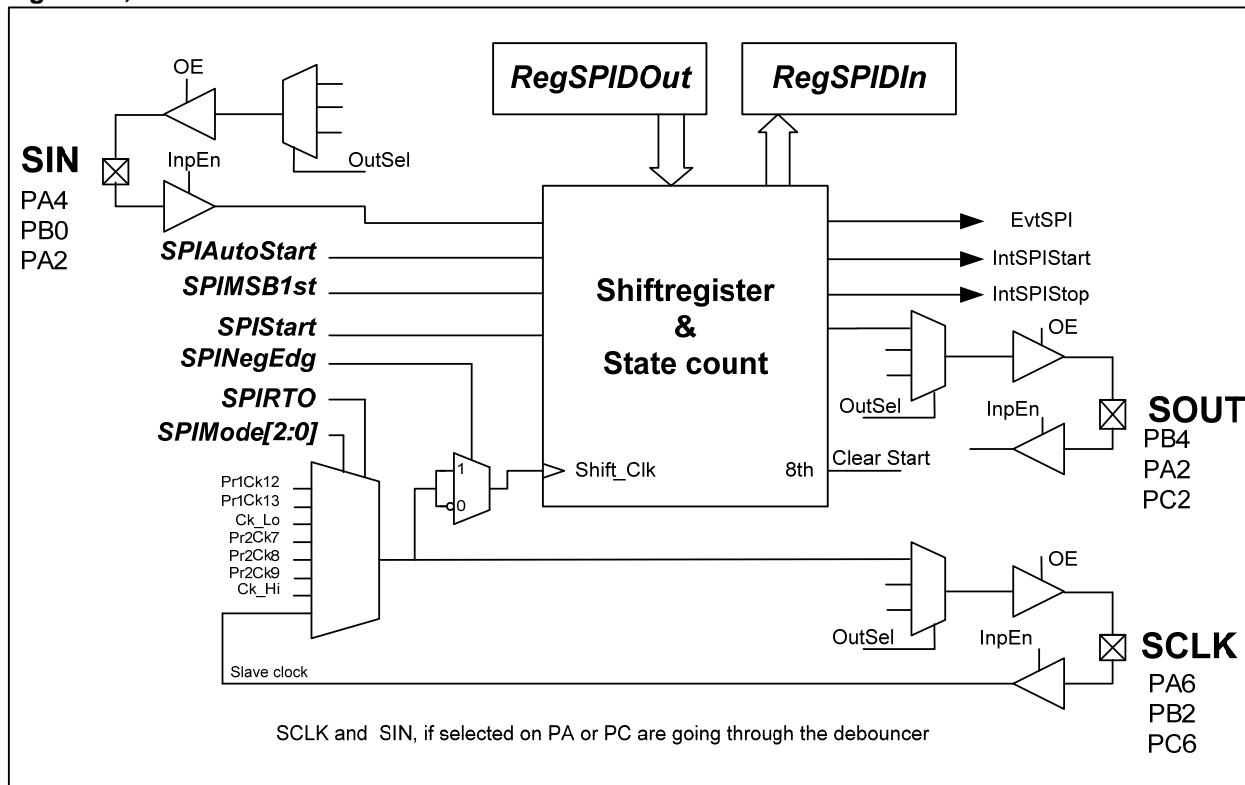 RegSPIDOut
RegSPIDIn
OE
OutSel
SIN
InpEn
PA4
PB0
PA2
SPIAutoStart
SPIMSB1st
SPIStart
SPINegEdg
SPIRTO
SPIMode[2:0]
Shiftregister
&
State count
EvtSPI
IntSPIStart
IntSPIStop
OE
OutSel
InpEn
SOUT
PB4
PA2
PC2
1
0
Shift_Clk
8th
Clear Start
Pr1Ck12
Pr1Ck13
Ck_Lo
Pr2Ck7
Pr2Ck8
Pr2Ck9
Ck_Hi
Slave clock
OE
OutSel
InpEn
SCLK
PA6
PB2
PC6
SCLK and SIN, if selected on PA or PC are going through the debouncer